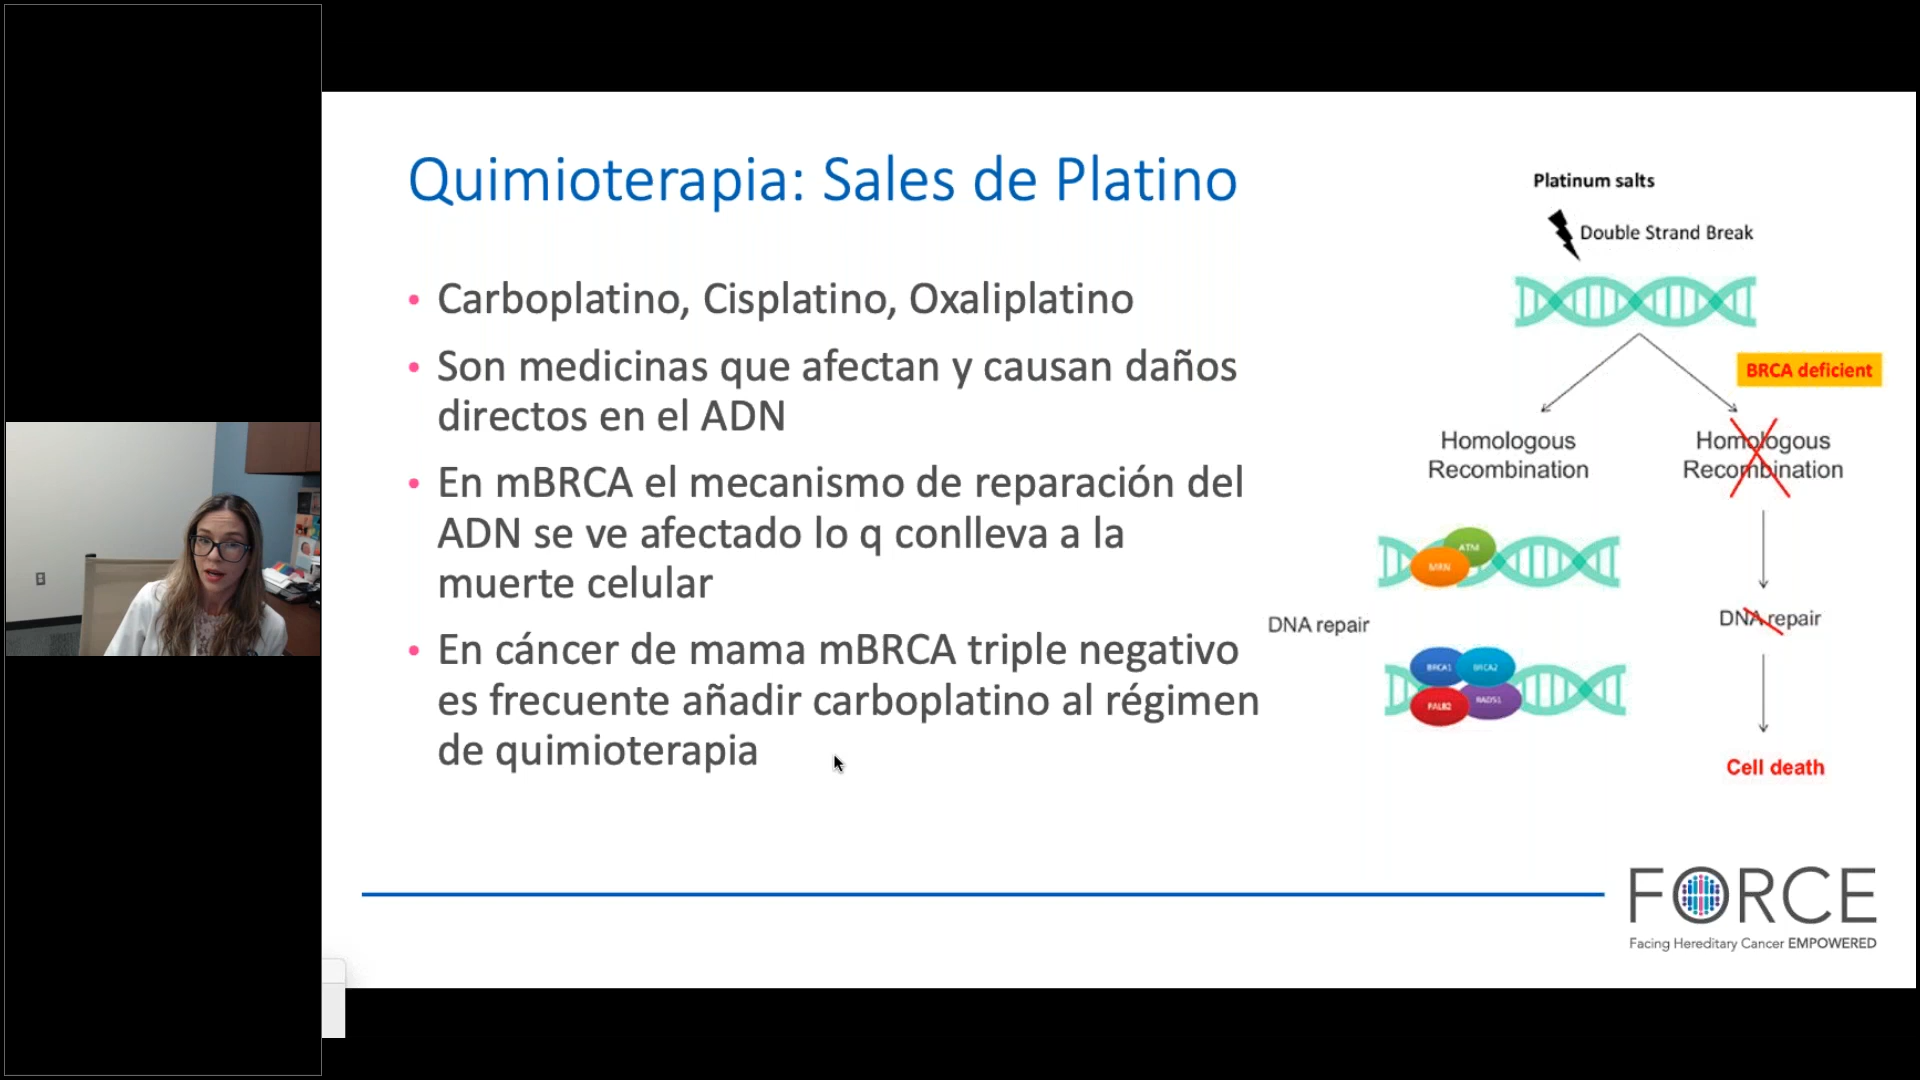 Quimioterapia: Sales de Platino
• Carboplatino, Cisplatino, Oxaliplatino
• Son medicinas que afectan y causan daños
directos en el ADN
• En mBRCA el mecanismo de reparación del
ADN se ve afectado lo q conlleva a la
muerte celular
• En cáncer de mama mBRCA triple negativo
es frecuente añadir carboplatino al régimen
de quimioterapia
Platinum salts
Double Strand Break
BRCA deficient
Homologous
Recombination
Homologous
Recombination
ATM
MRN
DNA repair
DNA repair
BRCA1
BRCA2
PALB2
RAD51
Cell death
FORCE
Facing Hereditary Cancer EMPOWERED